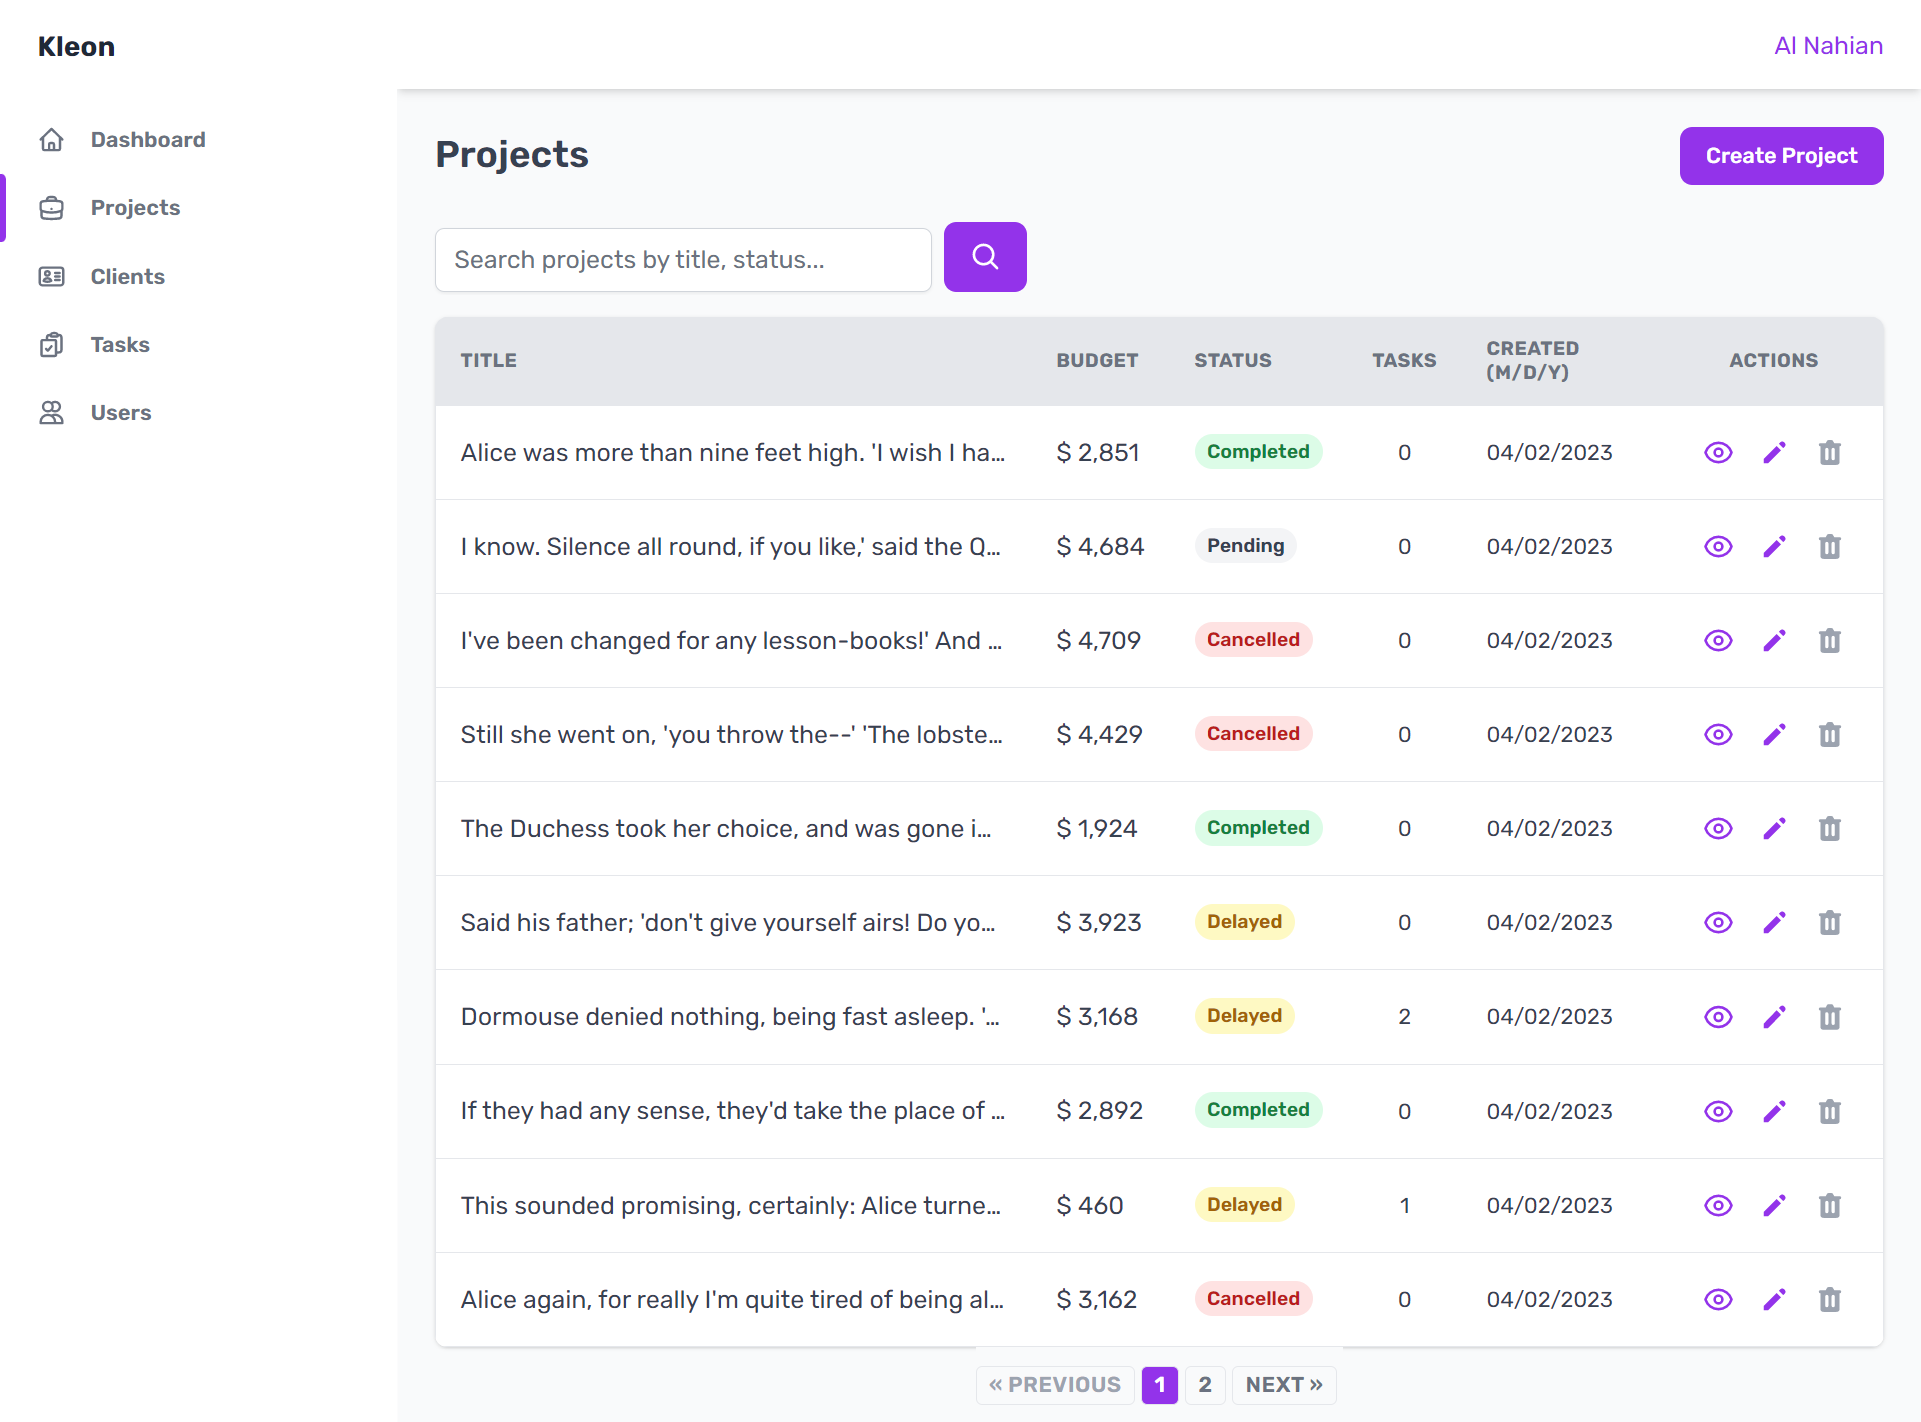 Kleon
Al Nahian
Dashboard
Projects
Clients
Tasks
Users
Projects
Create Project
Search projects by title, status...
TITLE BUDGET STATUS TASKS CREATED (M/D/Y) ACTIONS
Alice was more than nine feet high. 'I wish I ha... $ 2,851 Completed 0 04/02/2023
I know. Silence all round, if you like,' said the Q... $ 4,684 Pending 0 04/02/2023
I've been changed for any lesson-books!' And ... $ 4,709 Cancelled 0 04/02/2023
Still she went on, 'you throw the--' 'The lobste... $ 4,429 Cancelled 0 04/02/2023
The Duchess took her choice, and was gone i... $ 1,924 Completed 0 04/02/2023
Said his father; 'don't give yourself airs! Do yo... $ 3,923 Delayed 0 04/02/2023
Dormouse denied nothing, being fast asleep. '... $ 3,168 Delayed 2 04/02/2023
If they had any sense, they'd take the place of ... $ 2,892 Completed 0 04/02/2023
This sounded promising, certainly: Alice turne... $ 460 Delayed 1 04/02/2023
Alice again, for really I'm quite tired of being al... $ 3,162 Cancelled 0 04/02/2023
« PREVIOUS 1 2 NEXT »